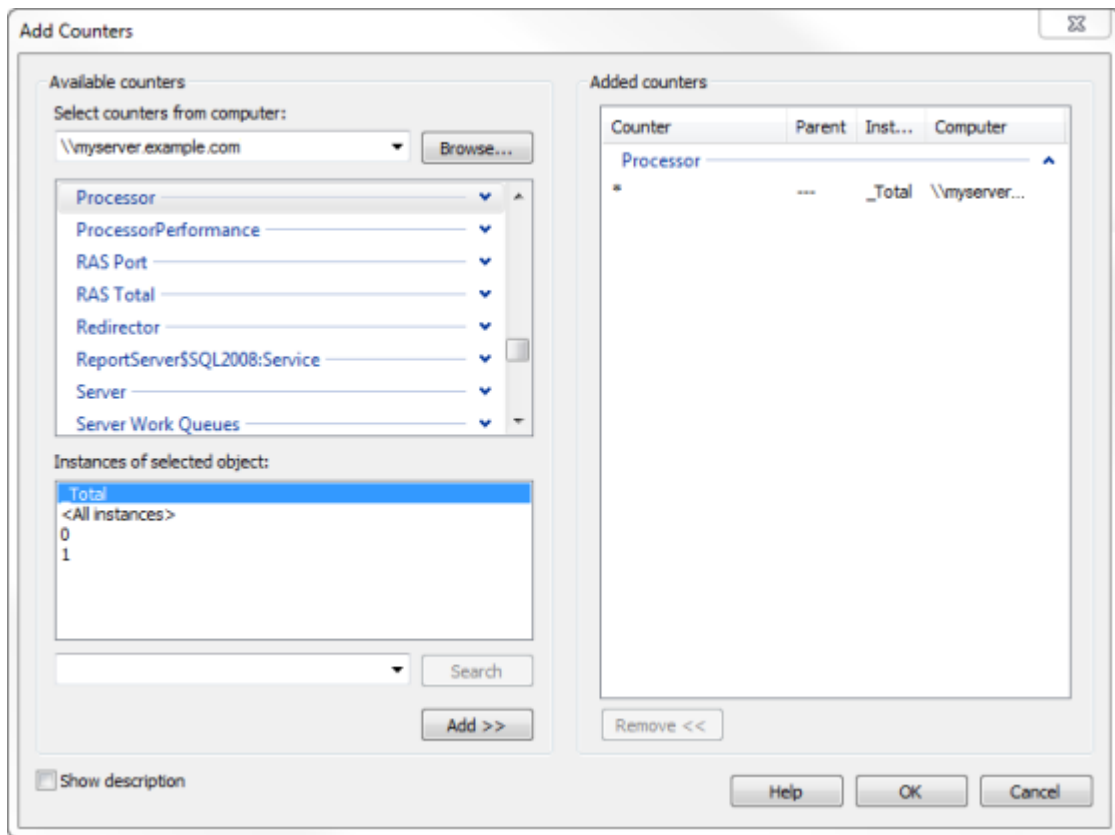 Add Counters
Available counters
Select counters from computer:
\\myserver.example.com
Browse...
Processor
ProcessorPerformance
RAS Port
RAS Total
Redirector
ReportServer$SQL2008:Service
Server
Server Work Queues
Instances of selected object:
_Total
<All instances>
0
1
Search
Add >>
Show description
Added counters
Counter Parent Inst... Computer
Processor
* --- _Total \\myserver...
Remove <<
Help OK Cancel